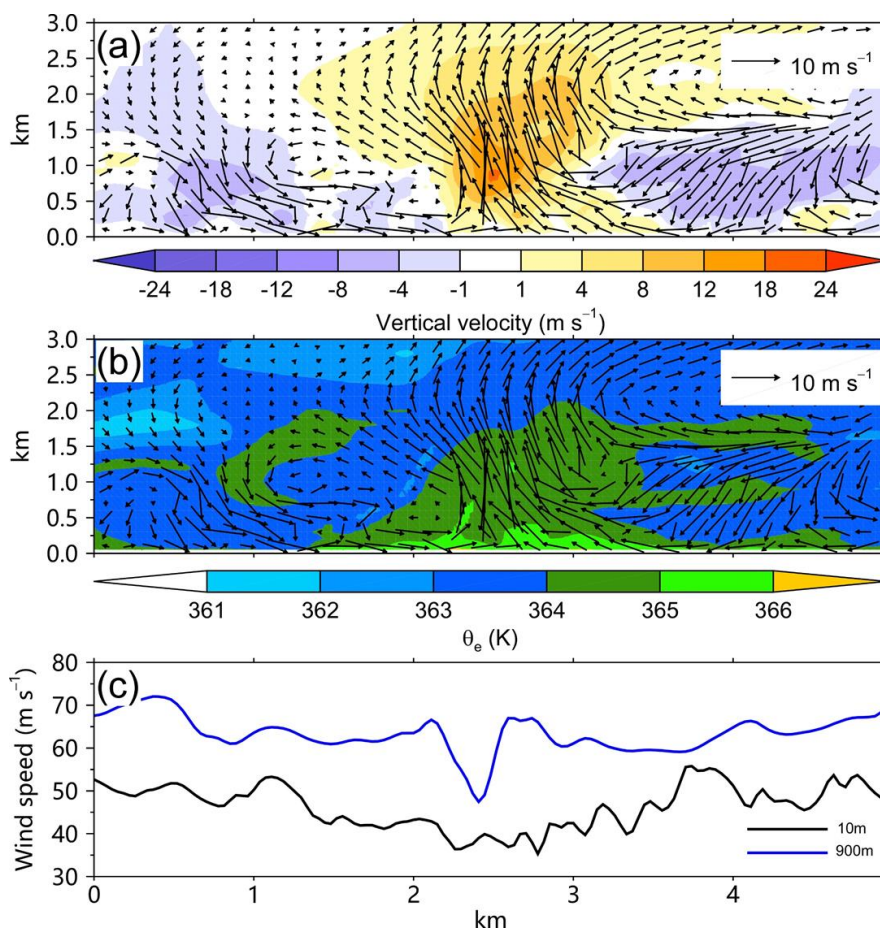 (a)
3.0
2.5
2.0
1.5
1.0
0.5
0.0
km
10 m s⁻¹
-24 -18 -12 -8 -4 -1 1 4 8 12 18 24
Vertical velocity (m s⁻¹)
(b)
3.0
2.5
2.0
1.5
1.0
0.5
0.0
km
10 m s⁻¹
361 362 363 364 365 366
θe (K)
(c)
80
70
60
50
40
30
Wind speed (m s⁻¹)
10m
900m
0 1 2 3 4
km